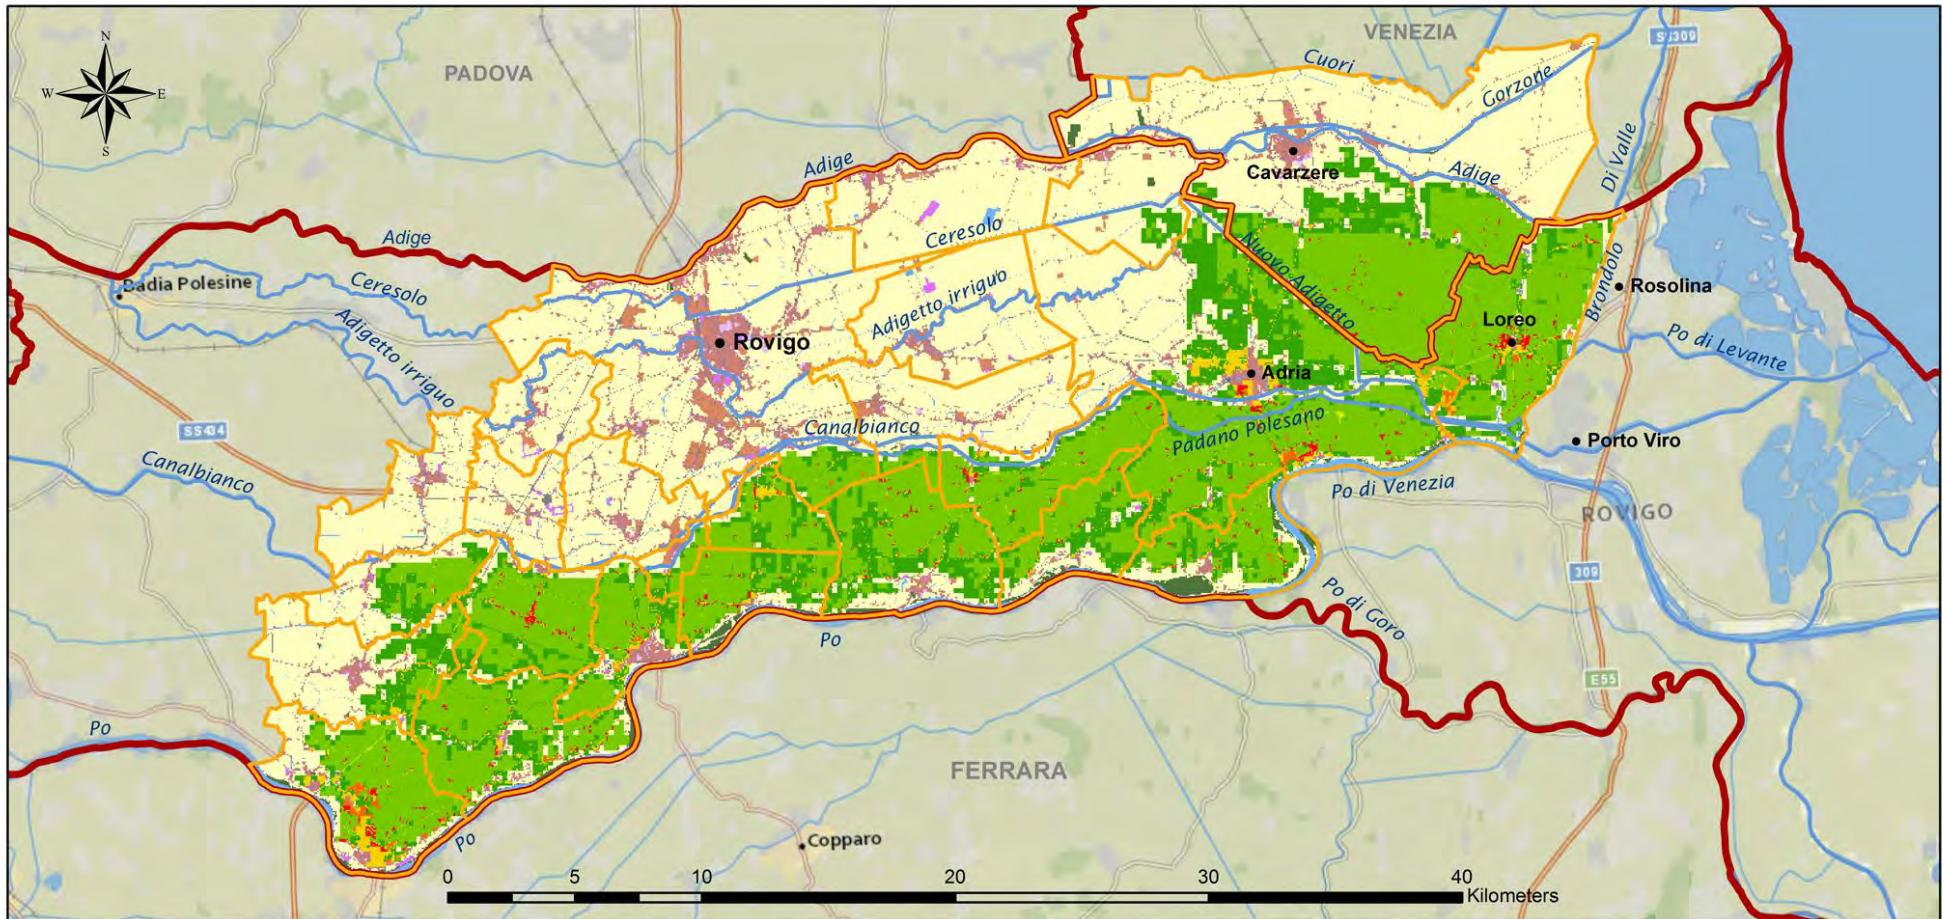 N
W E
S
PADOVA
VENEZIA
SS309
Cuori
Gorzone
Di Valle
Adige
Cavarzere
Adige
Adige
Ceresolo
Badia Polesine
Ceresolo
Nuovo Adigetto
Brondolo
Rosolina
Adigetto irriguo
Adigetto irriguo
Rovigo
Loreo
Po di Levante
Adria
SS434
Canalbianco
Padano Polesano
Porto Viro
Canalbianco
Po di Venezia
ROVIGO
309
Po di Goro
Po
E55
Po
FERRARA
Po
Copparo
0 5 10 20 30 40
Kilometers